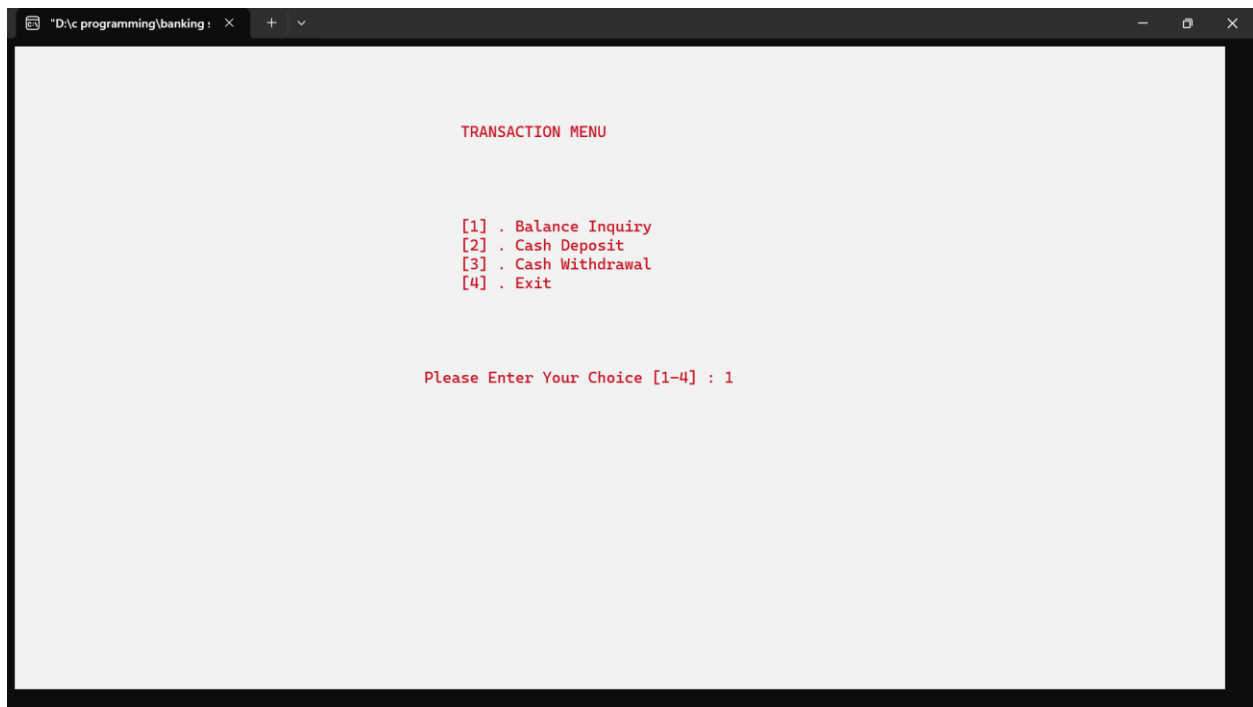 "D:\c programming\banking s
TRANSACTION MENU
[1] . Balance Inquiry
[2] . Cash Deposit
[3] . Cash Withdrawal
[4] . Exit
Please Enter Your Choice [1-4] : 1